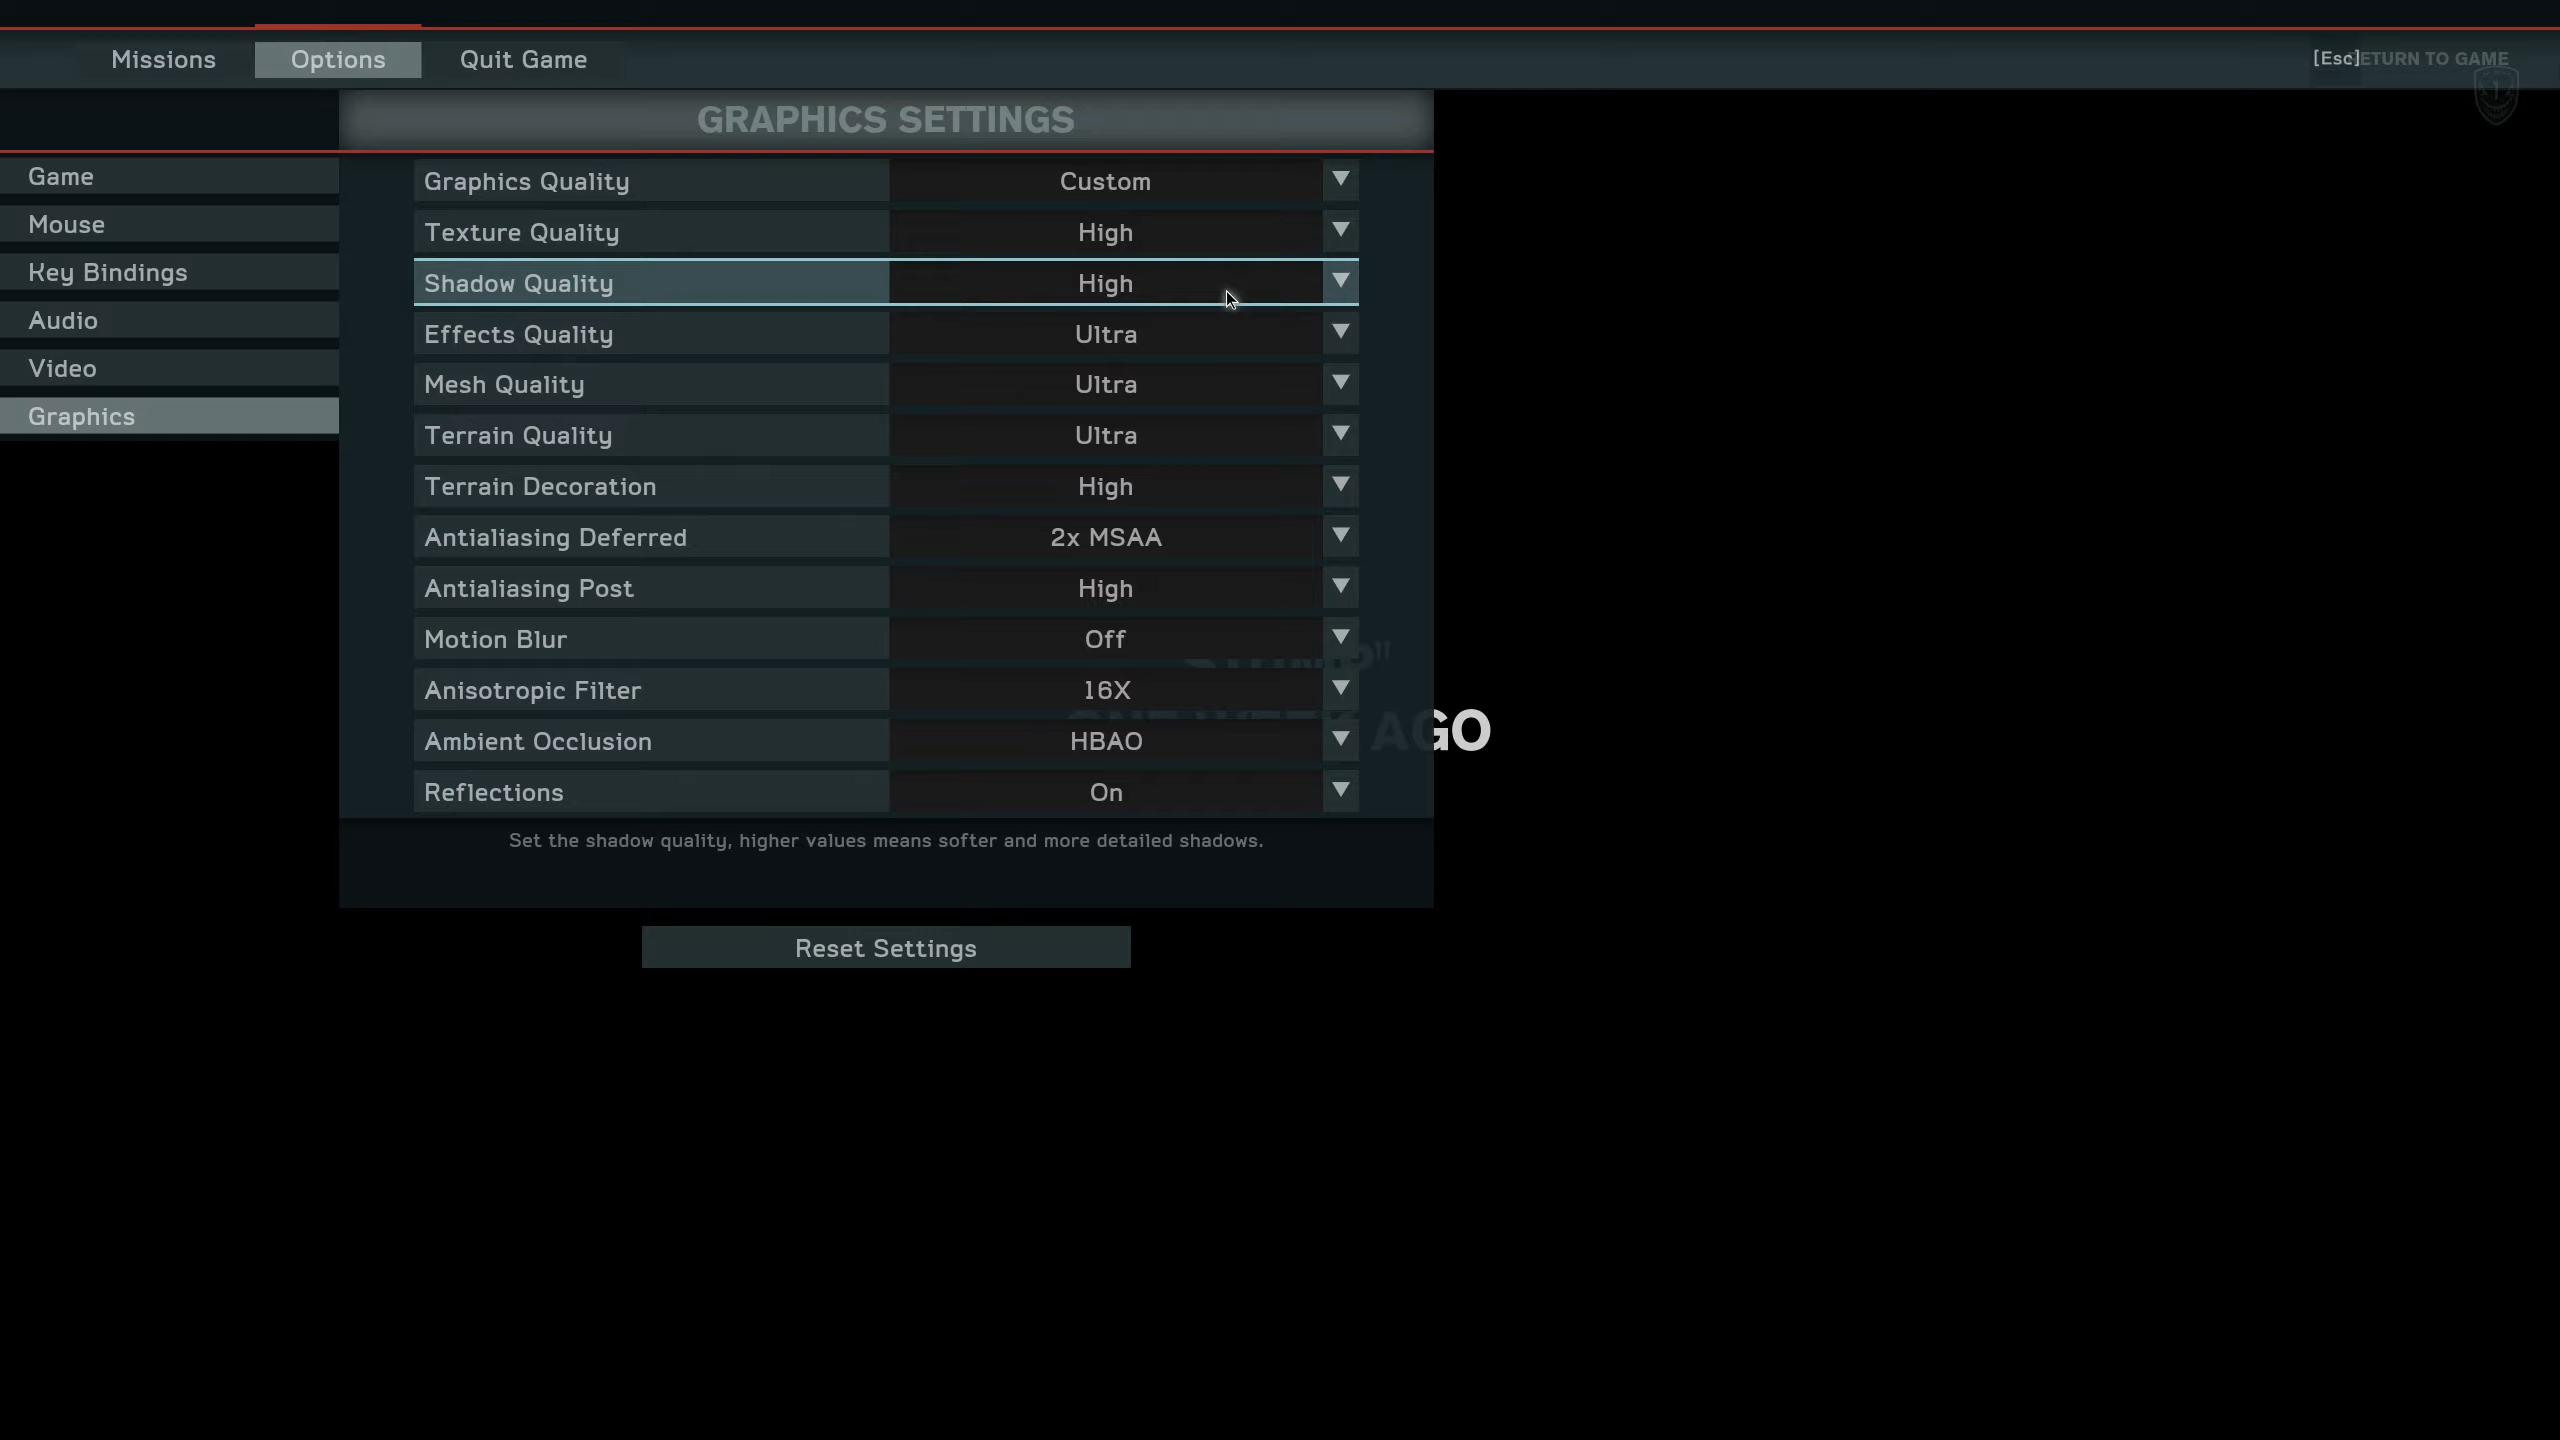 Missions Options Quit Game [Esc] RETURN TO GAME
GRAPHICS SETTINGS
Game
Mouse
Key Bindings
Audio
Video
Graphics
Graphics Quality Custom
Texture Quality High
Shadow Quality High
Effects Quality Ultra
Mesh Quality Ultra
Terrain Quality Ultra
Terrain Decoration High
Antialiasing Deferred 2x MSAA
Antialiasing Post High
Motion Blur Off
Anisotropic Filter 16X
Ambient Occlusion HBAO
Reflections On
AGO
Set the shadow quality, higher values means softer and more detailed shadows.
Reset Settings